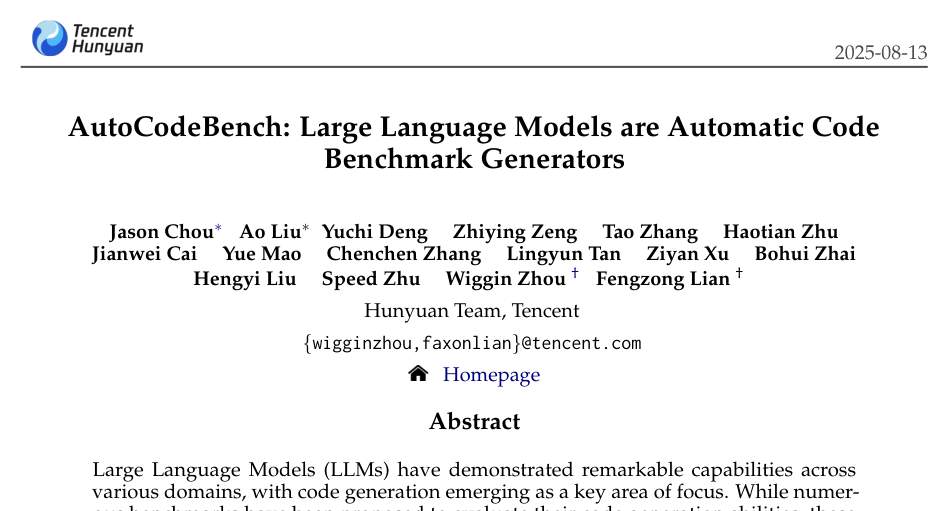 Tencent
Hunyuan
2025-08-13
AutoCodeBench: Large Language Models are Automatic Code
Benchmark Generators
Jason Chou* Ao Liu* Yuchi Deng Zhiying Zeng Tao Zhang Haotian Zhu
Jianwei Cai Yue Mao Chenchen Zhang Lingyun Tan Ziyan Xu Bohui Zhai
Hengyi Liu Speed Zhu Wiggin Zhou † Fengzong Lian †
Hunyuan Team, Tencent
{wigginzhou,faxonlian}@tencent.com
Homepage
Abstract
Large Language Models (LLMs) have demonstrated remarkable capabilities across
various domains, with code generation emerging as a key area of focus. While numer-